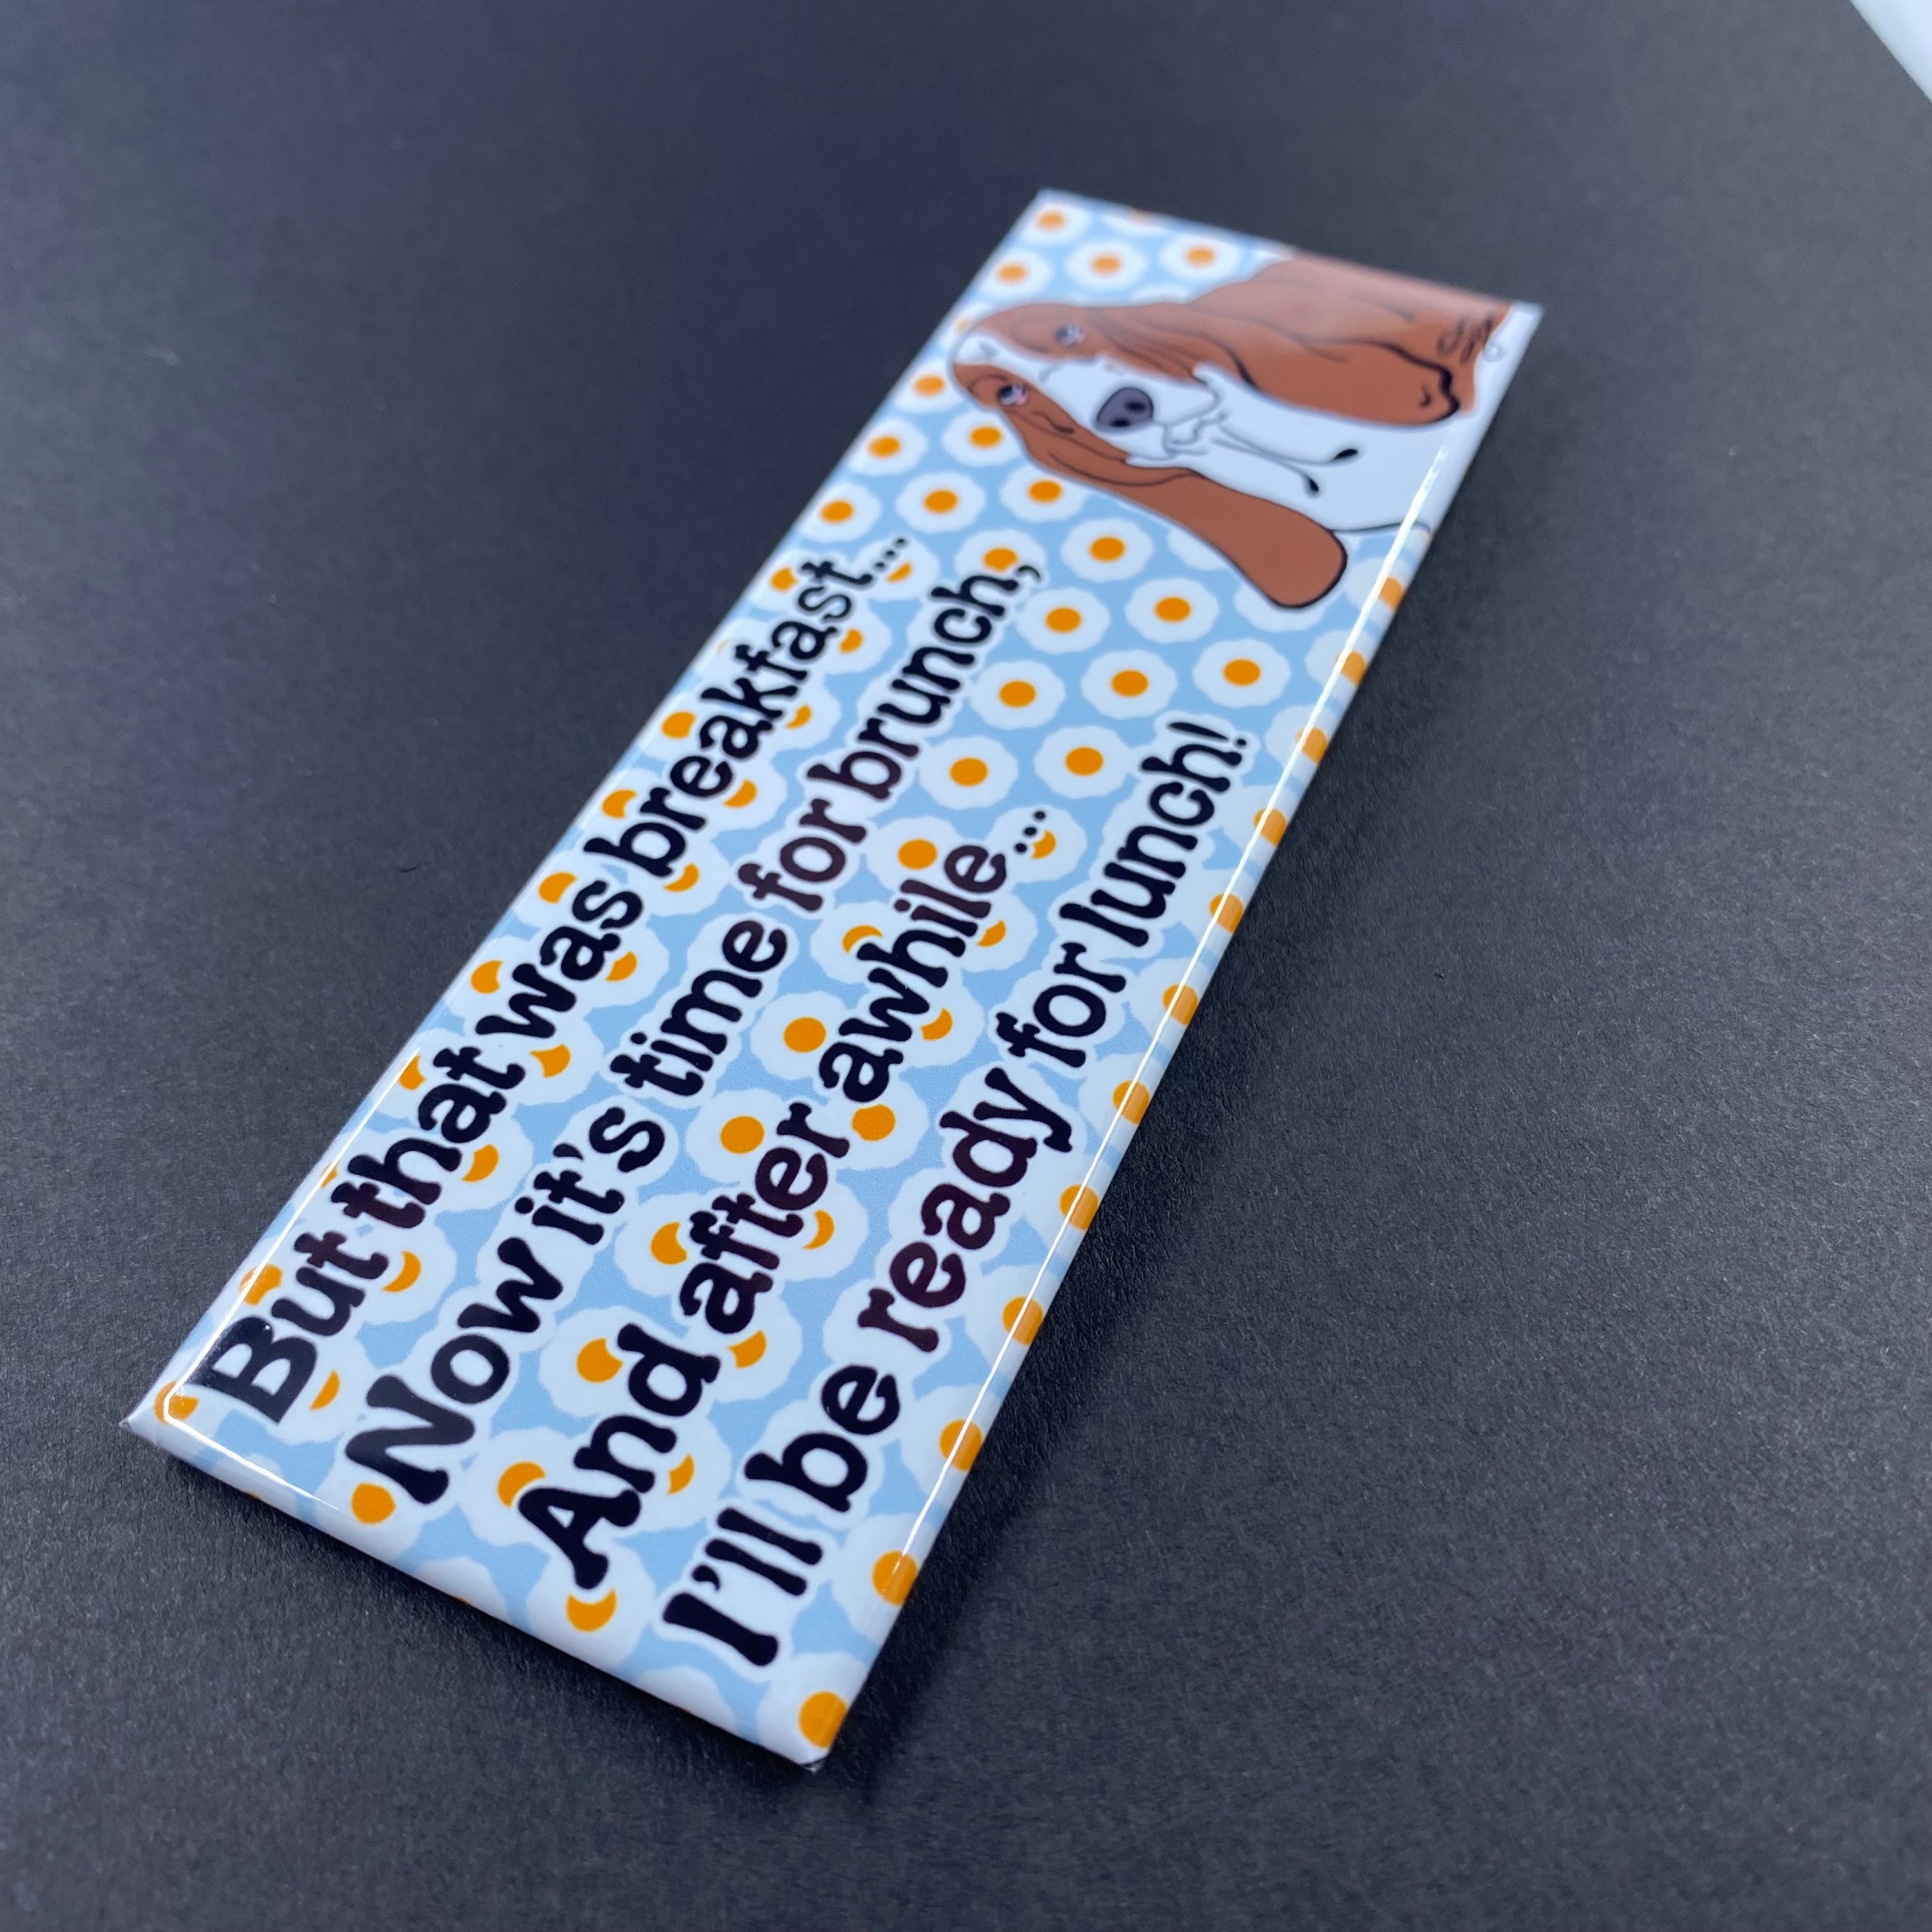 But that was breakfast...
Now it's time for brunch,
And after awhile...
I'll be ready for lunch!